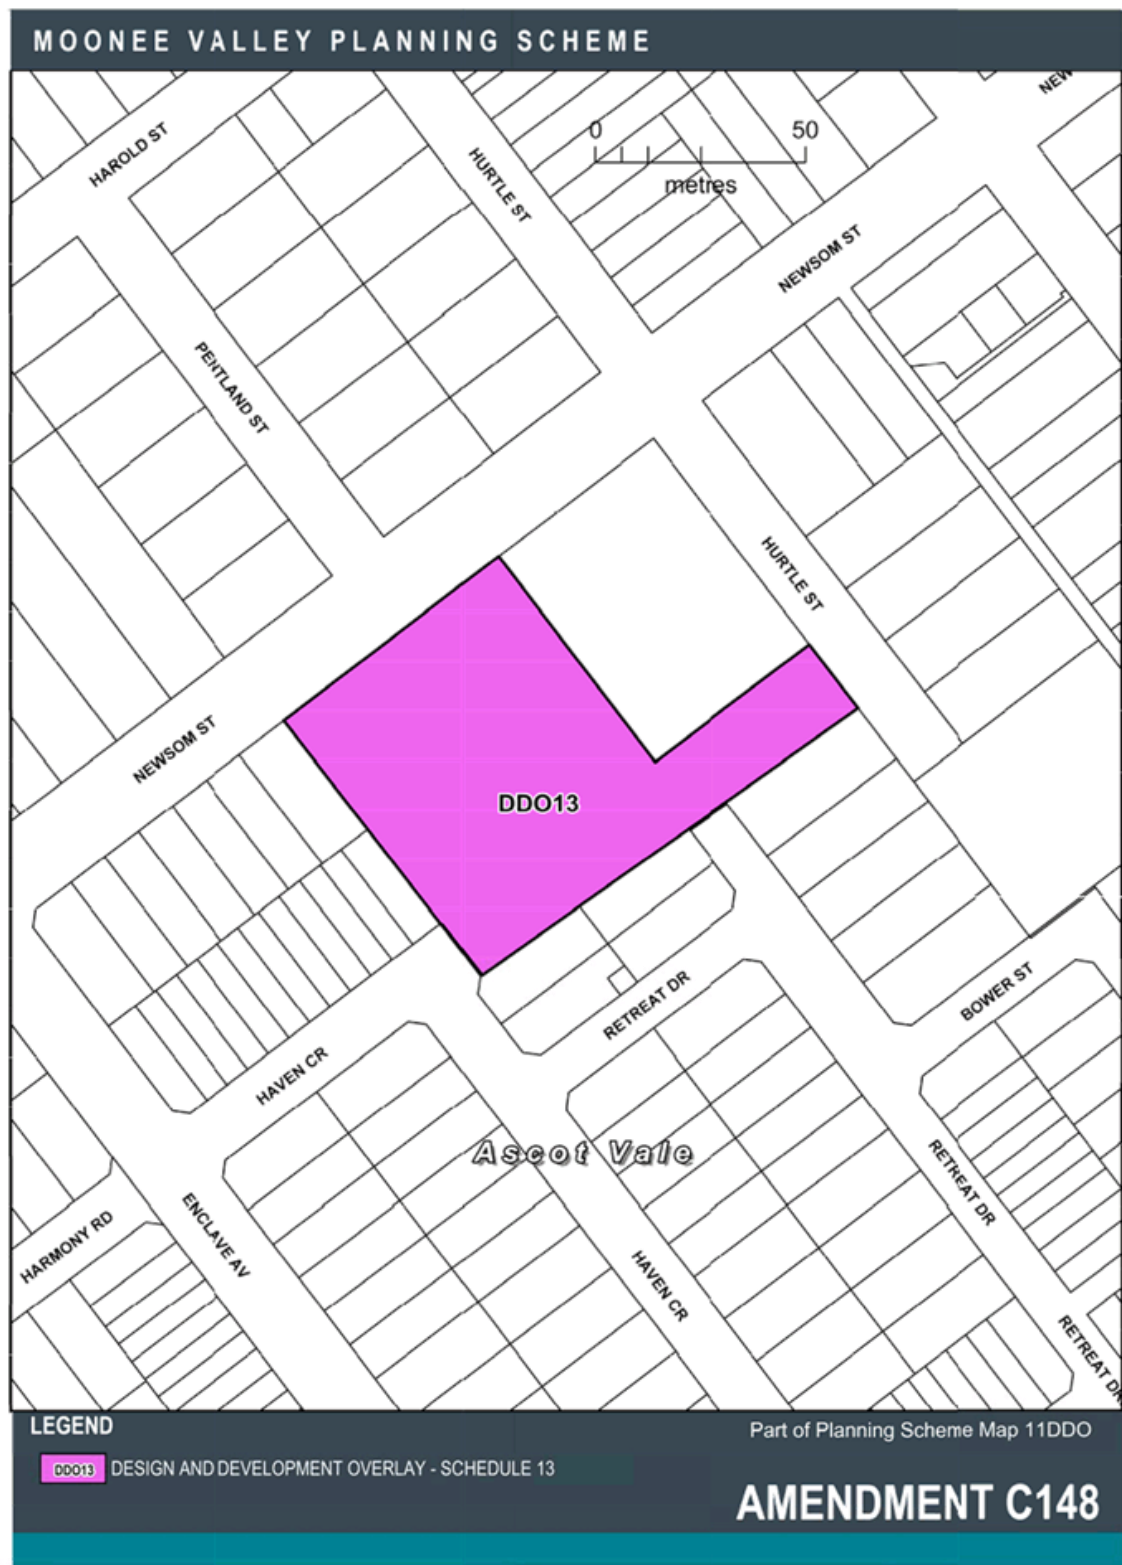 MOONEE VALLEY PLANNING SCHEME
NEW
HAROLD ST
0 50
metres
HURTLE ST
NEWSOM ST
PENTLAND ST
HURTLE ST
NEWSOM ST
DDO13
RETREAT DR
BOWER ST
HAVEN CR
Ascot Vale
RETREAT DR
ENCLAVE AV
HARMONY RD
HAVEN CR
RETREAT DR
LEGEND
Part of Planning Scheme Map 11DDO
DDO13 DESIGN AND DEVELOPMENT OVERLAY - SCHEDULE 13
AMENDMENT C148